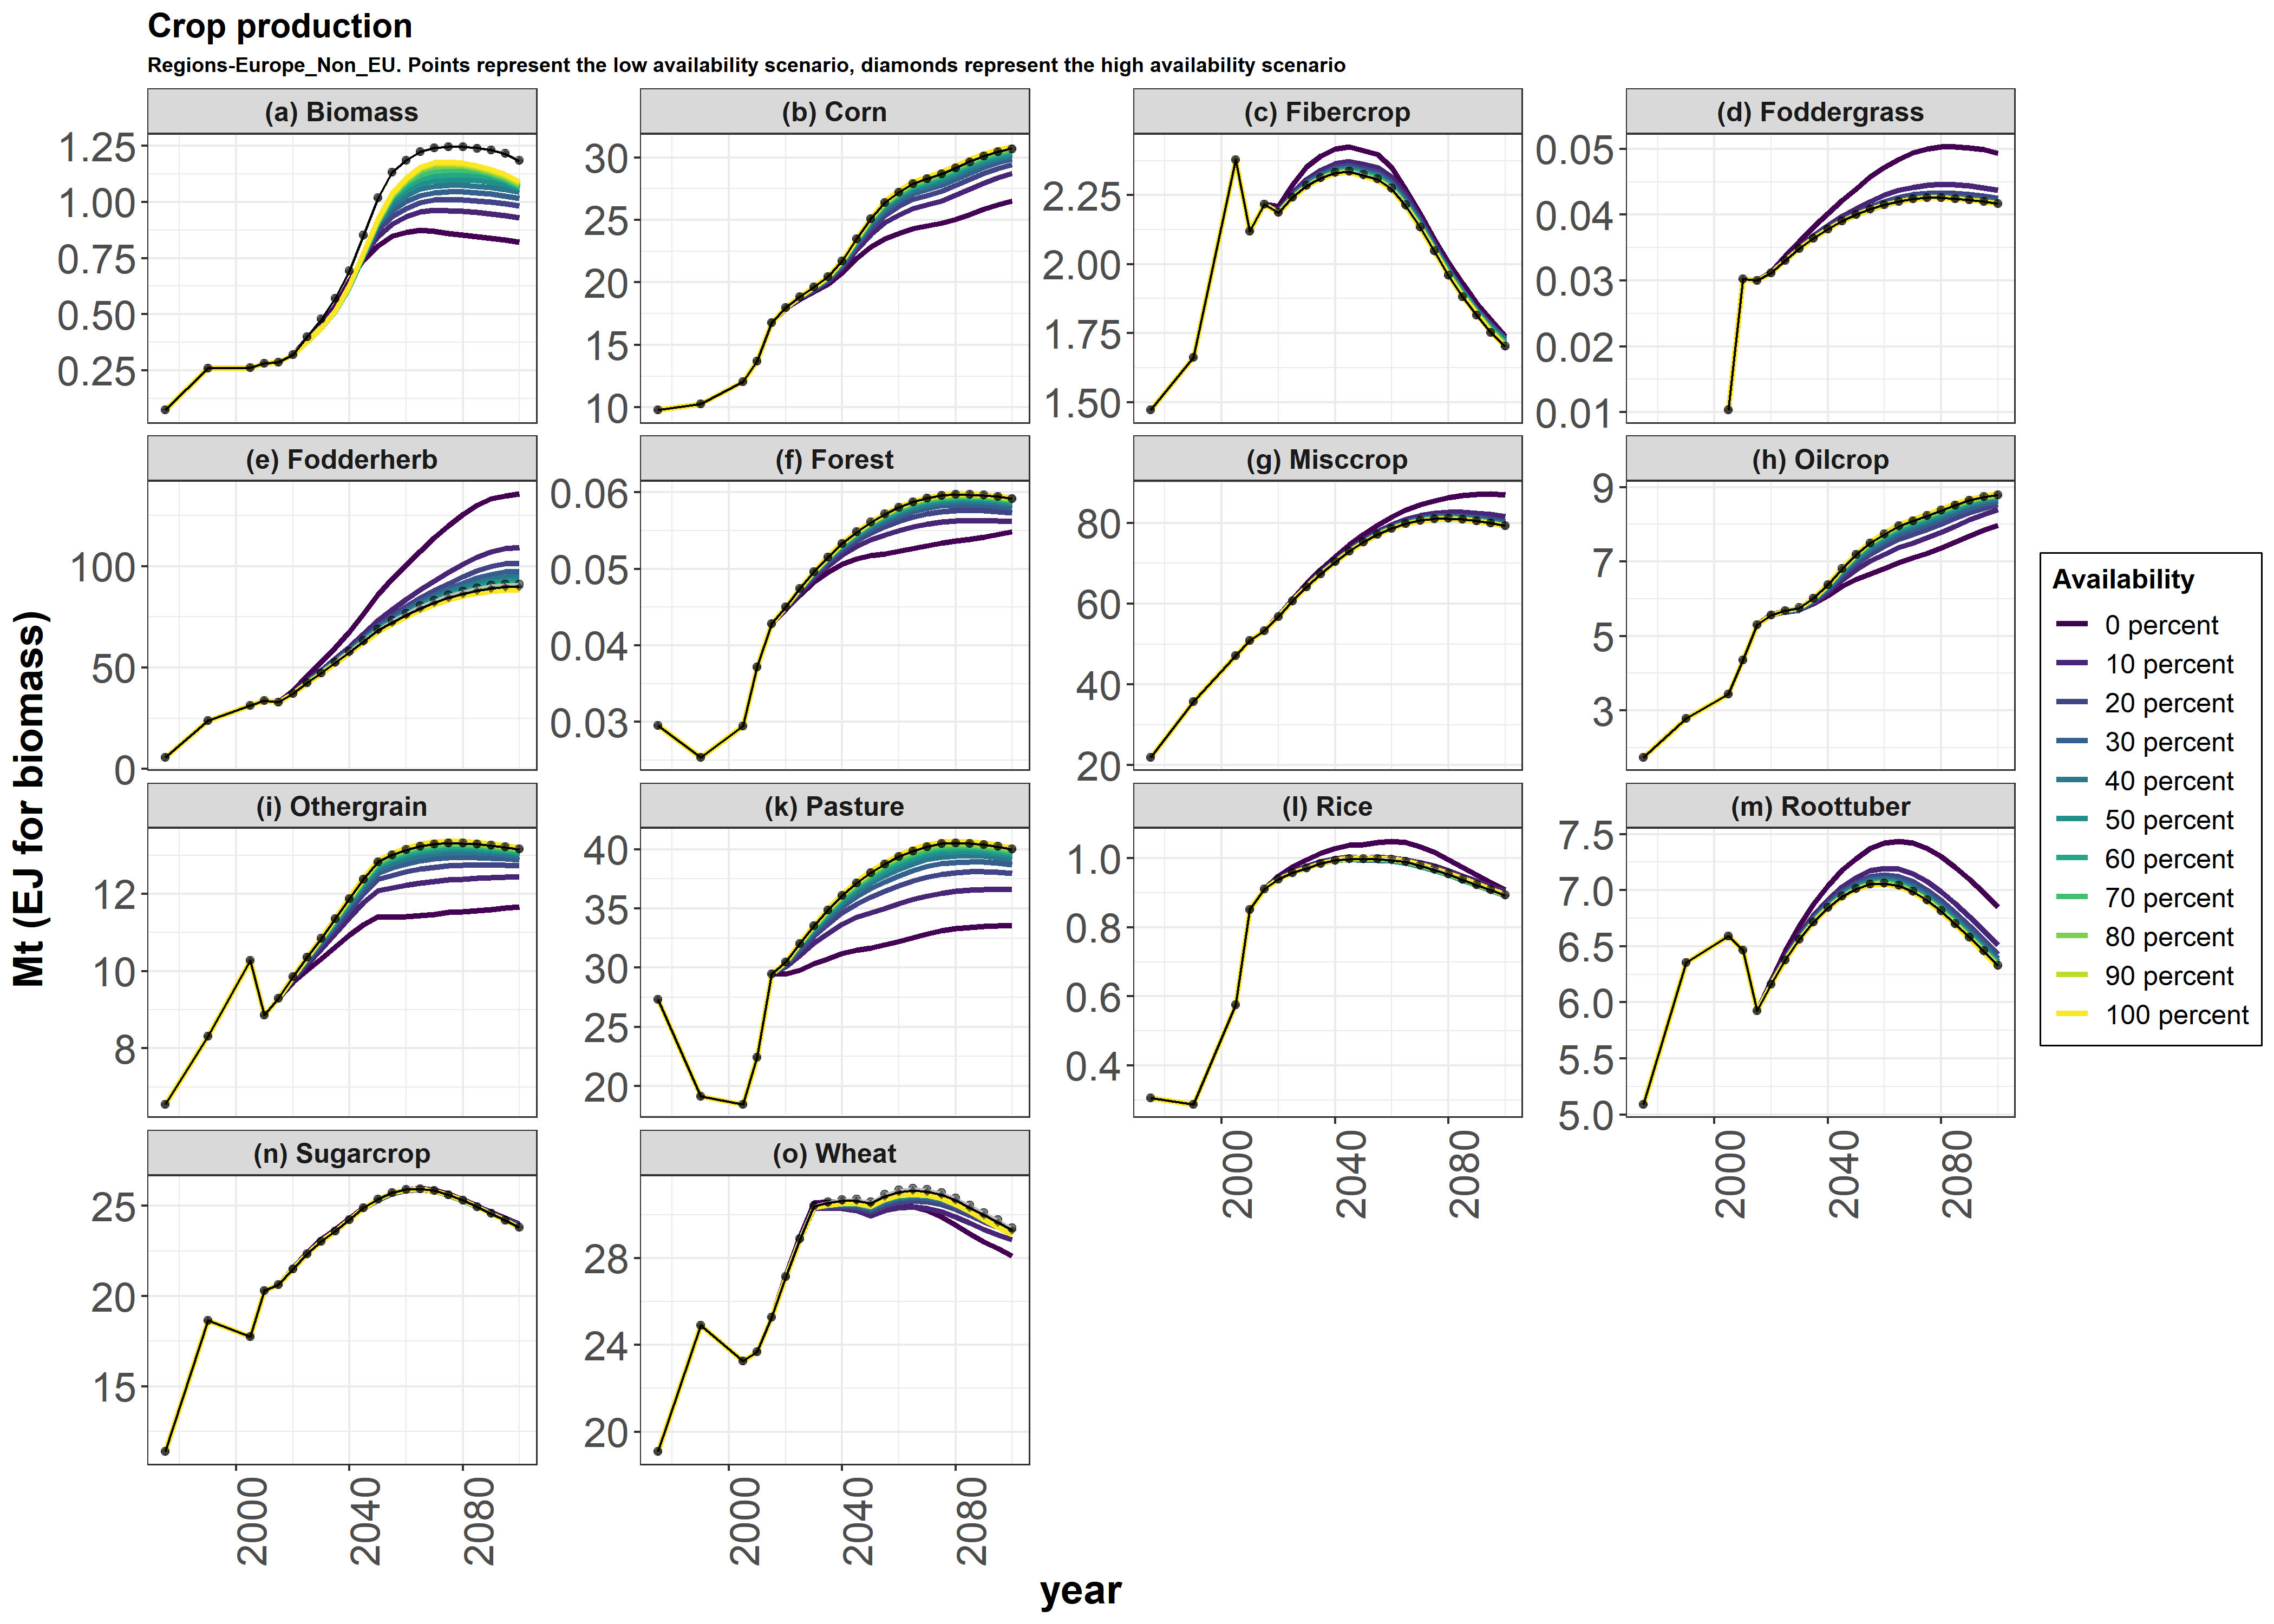 Crop production
Regions-Europe_Non_EU. Points represent the low availability scenario, diamonds represent the high availability scenario
(a) Biomass
(b) Corn
(c) Fibercrop
(d) Foddergrass
1.25
1.00
0.75
0.50
0.25
30
25
20
15
10
2.25
2.00
1.75
1.50
0.05
0.04
0.03
0.02
0.01
(e) Fodderherb
(f) Forest
(g) Misccrop
(h) Oilcrop
100
50
0
0.06
0.05
0.04
0.03
80
60
40
20
9
7
5
3
(i) Othergrain
(k) Pasture
(l) Rice
(m) Roottuber
12
10
8
40
35
30
25
20
1.0
0.8
0.6
0.4
7.5
7.0
6.5
6.0
5.5
5.0
2000
2040
2080
2000
2040
2080
(n) Sugarcrop
(o) Wheat
25
20
15
28
24
20
2000
2040
2080
2000
2040
2080
Mt (EJ for biomass)
year
Availability
0 percent
10 percent
20 percent
30 percent
40 percent
50 percent
60 percent
70 percent
80 percent
90 percent
100 percent